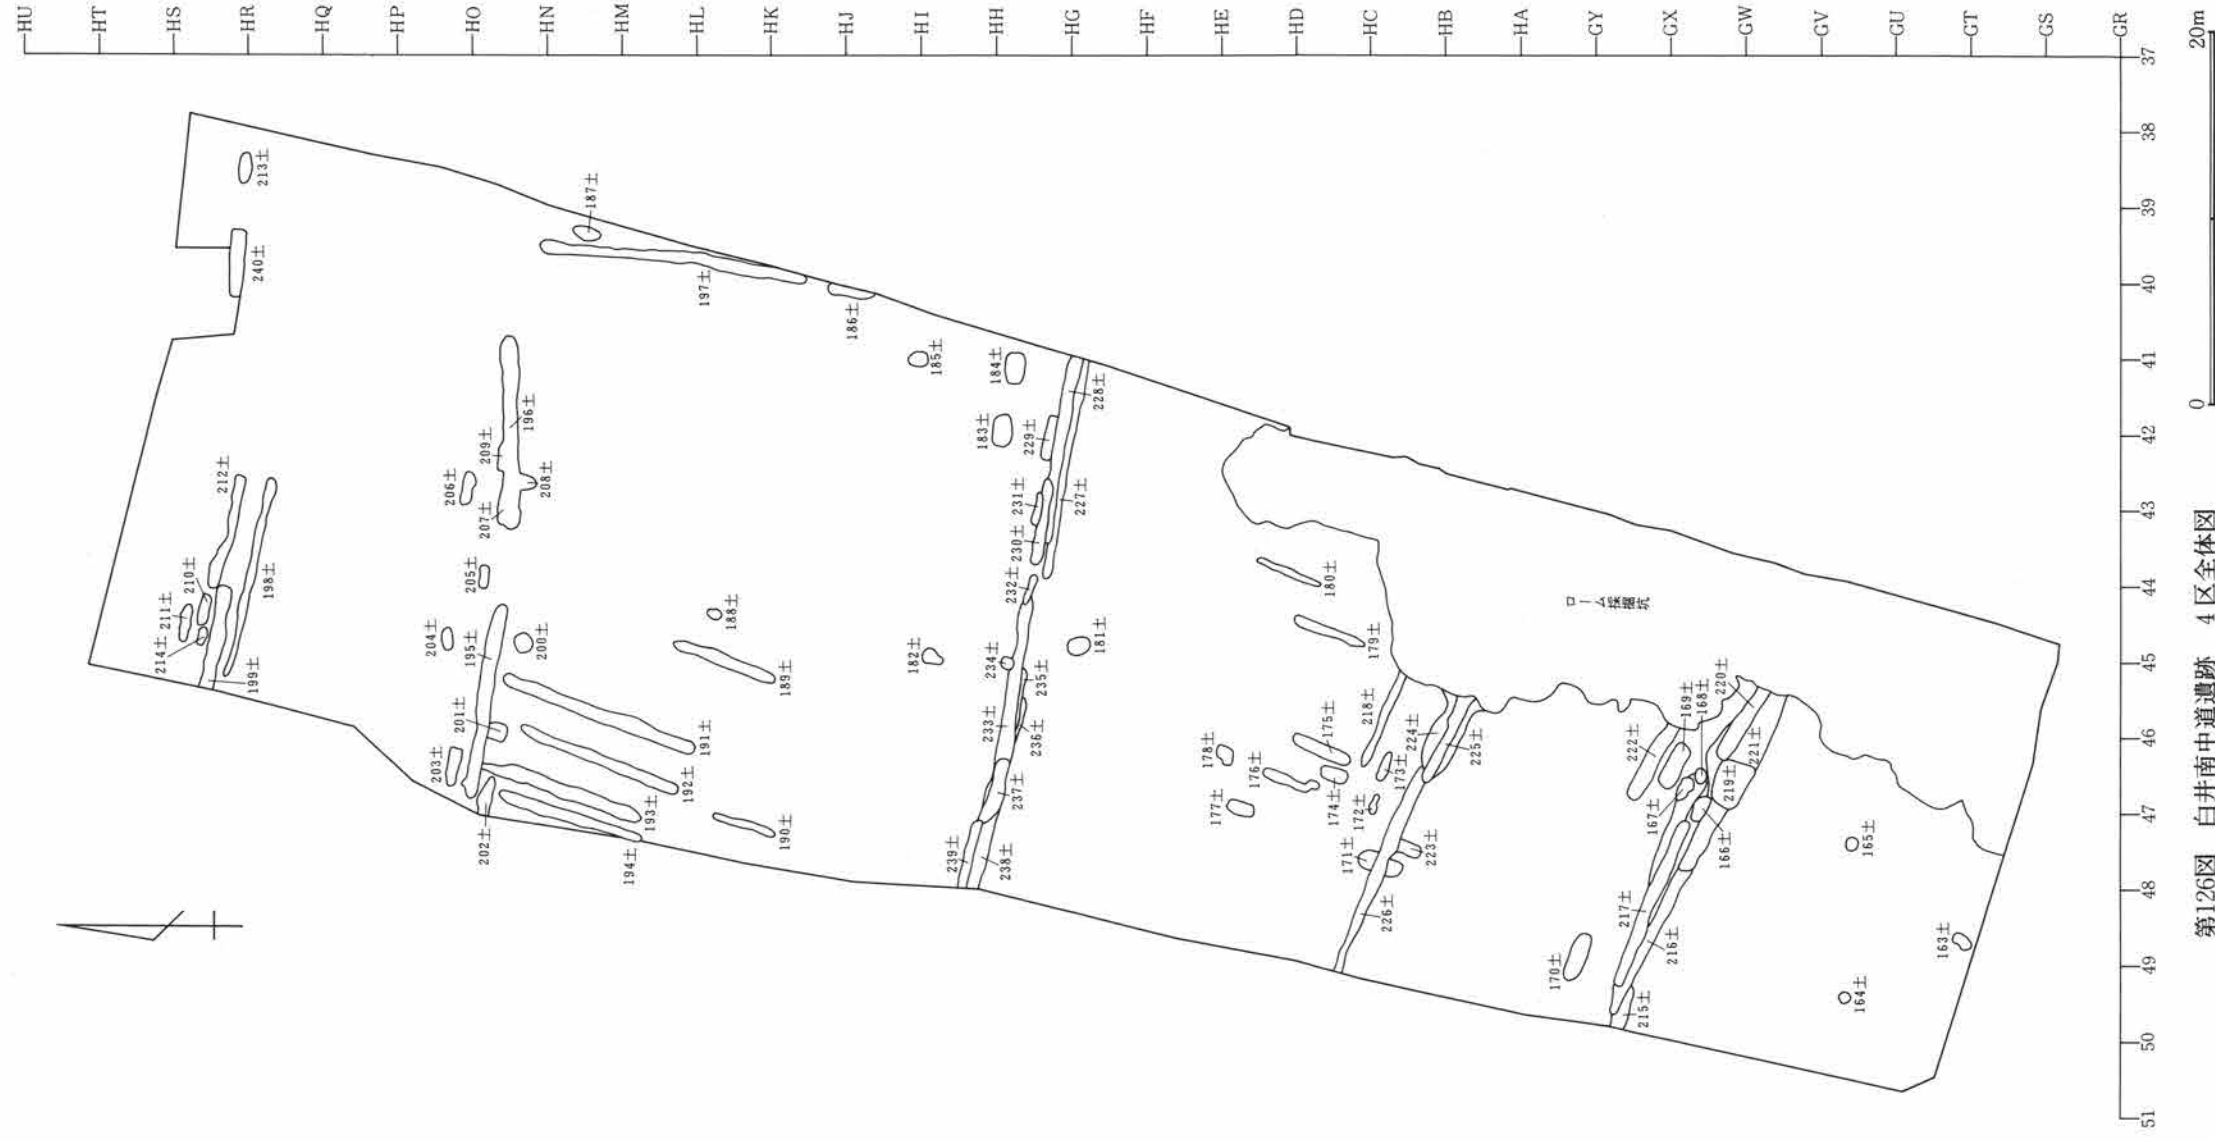 HU
HT
HS
HR
HQ
HP
HO
HN
HM
HL
HK
HJ
HI
HH
HG
HF
HE
HD
HC
HB
HA
GY
GX
GW
GV
GU
GT
GS
GR
37
38
39
40
41
42
43
44
45
46
47
48
49
50
51
213土
240土
187土
197土
186土
185土
184土
183土
228土
229土
227土
231土
230土
232土
209土
196土
206土
208土
207土
205土
212土
210土
198土
211土
214土
199土
204土
195土
200土
188土
189土
182土
181土
234土
235土
233土
236土
237土
239土
238土
201土
203土
202土
191土
192土
193土
194土
190土
180土
179土
ローム採掘坑
178土
176土
177土
175土
174土
173土
172土
171土
218土
224土
225土
223土
226土
222土
169土
168土
220土
221土
219土
167土
166土
165土
217土
216土
215土
170土
164土
163土
0
20m
第126図 白井南中道遺跡 4区全体図